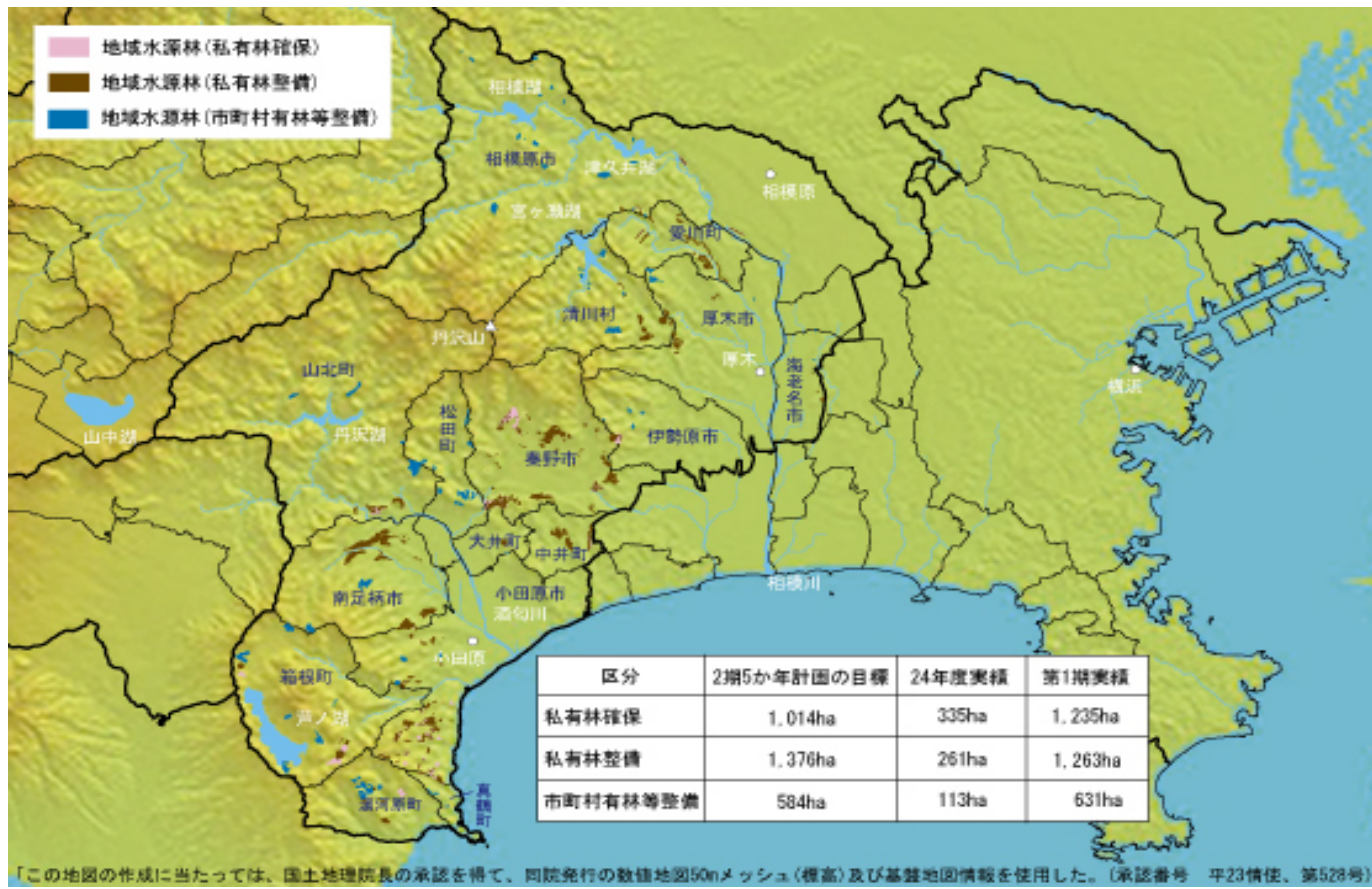 地域水源林(私有林確保)
地域水源林(私有林整備)
地域水源林(市町村有林等整備)
相模湖
相模原市
津久井湖
相模原
宮ヶ瀬湖
愛川町
清川村
厚木市
丹沢山
厚木
海老名市
横浜
山北町
山中湖
丹沢湖
松田町
秦野市
伊勢原市
大井町
中井町
相模川
南足柄市
小田原市
酒匂川
小田原
箱根町
芦ノ湖
湯河原町
真鶴町
区分 2期5か年計画の目標 24年度実績 第1期実績
私有林確保 1,014ha 335ha 1,235ha
私有林整備 1,376ha 261ha 1,263ha
市町村有林等整備 584ha 113ha 631ha
「この地図の作成に当たっては、国土地理院長の承認を得て、同院発行の数値地図50mメッシュ(標高)及び基盤地図情報を使用した。(承認番号 平23情使、第528号